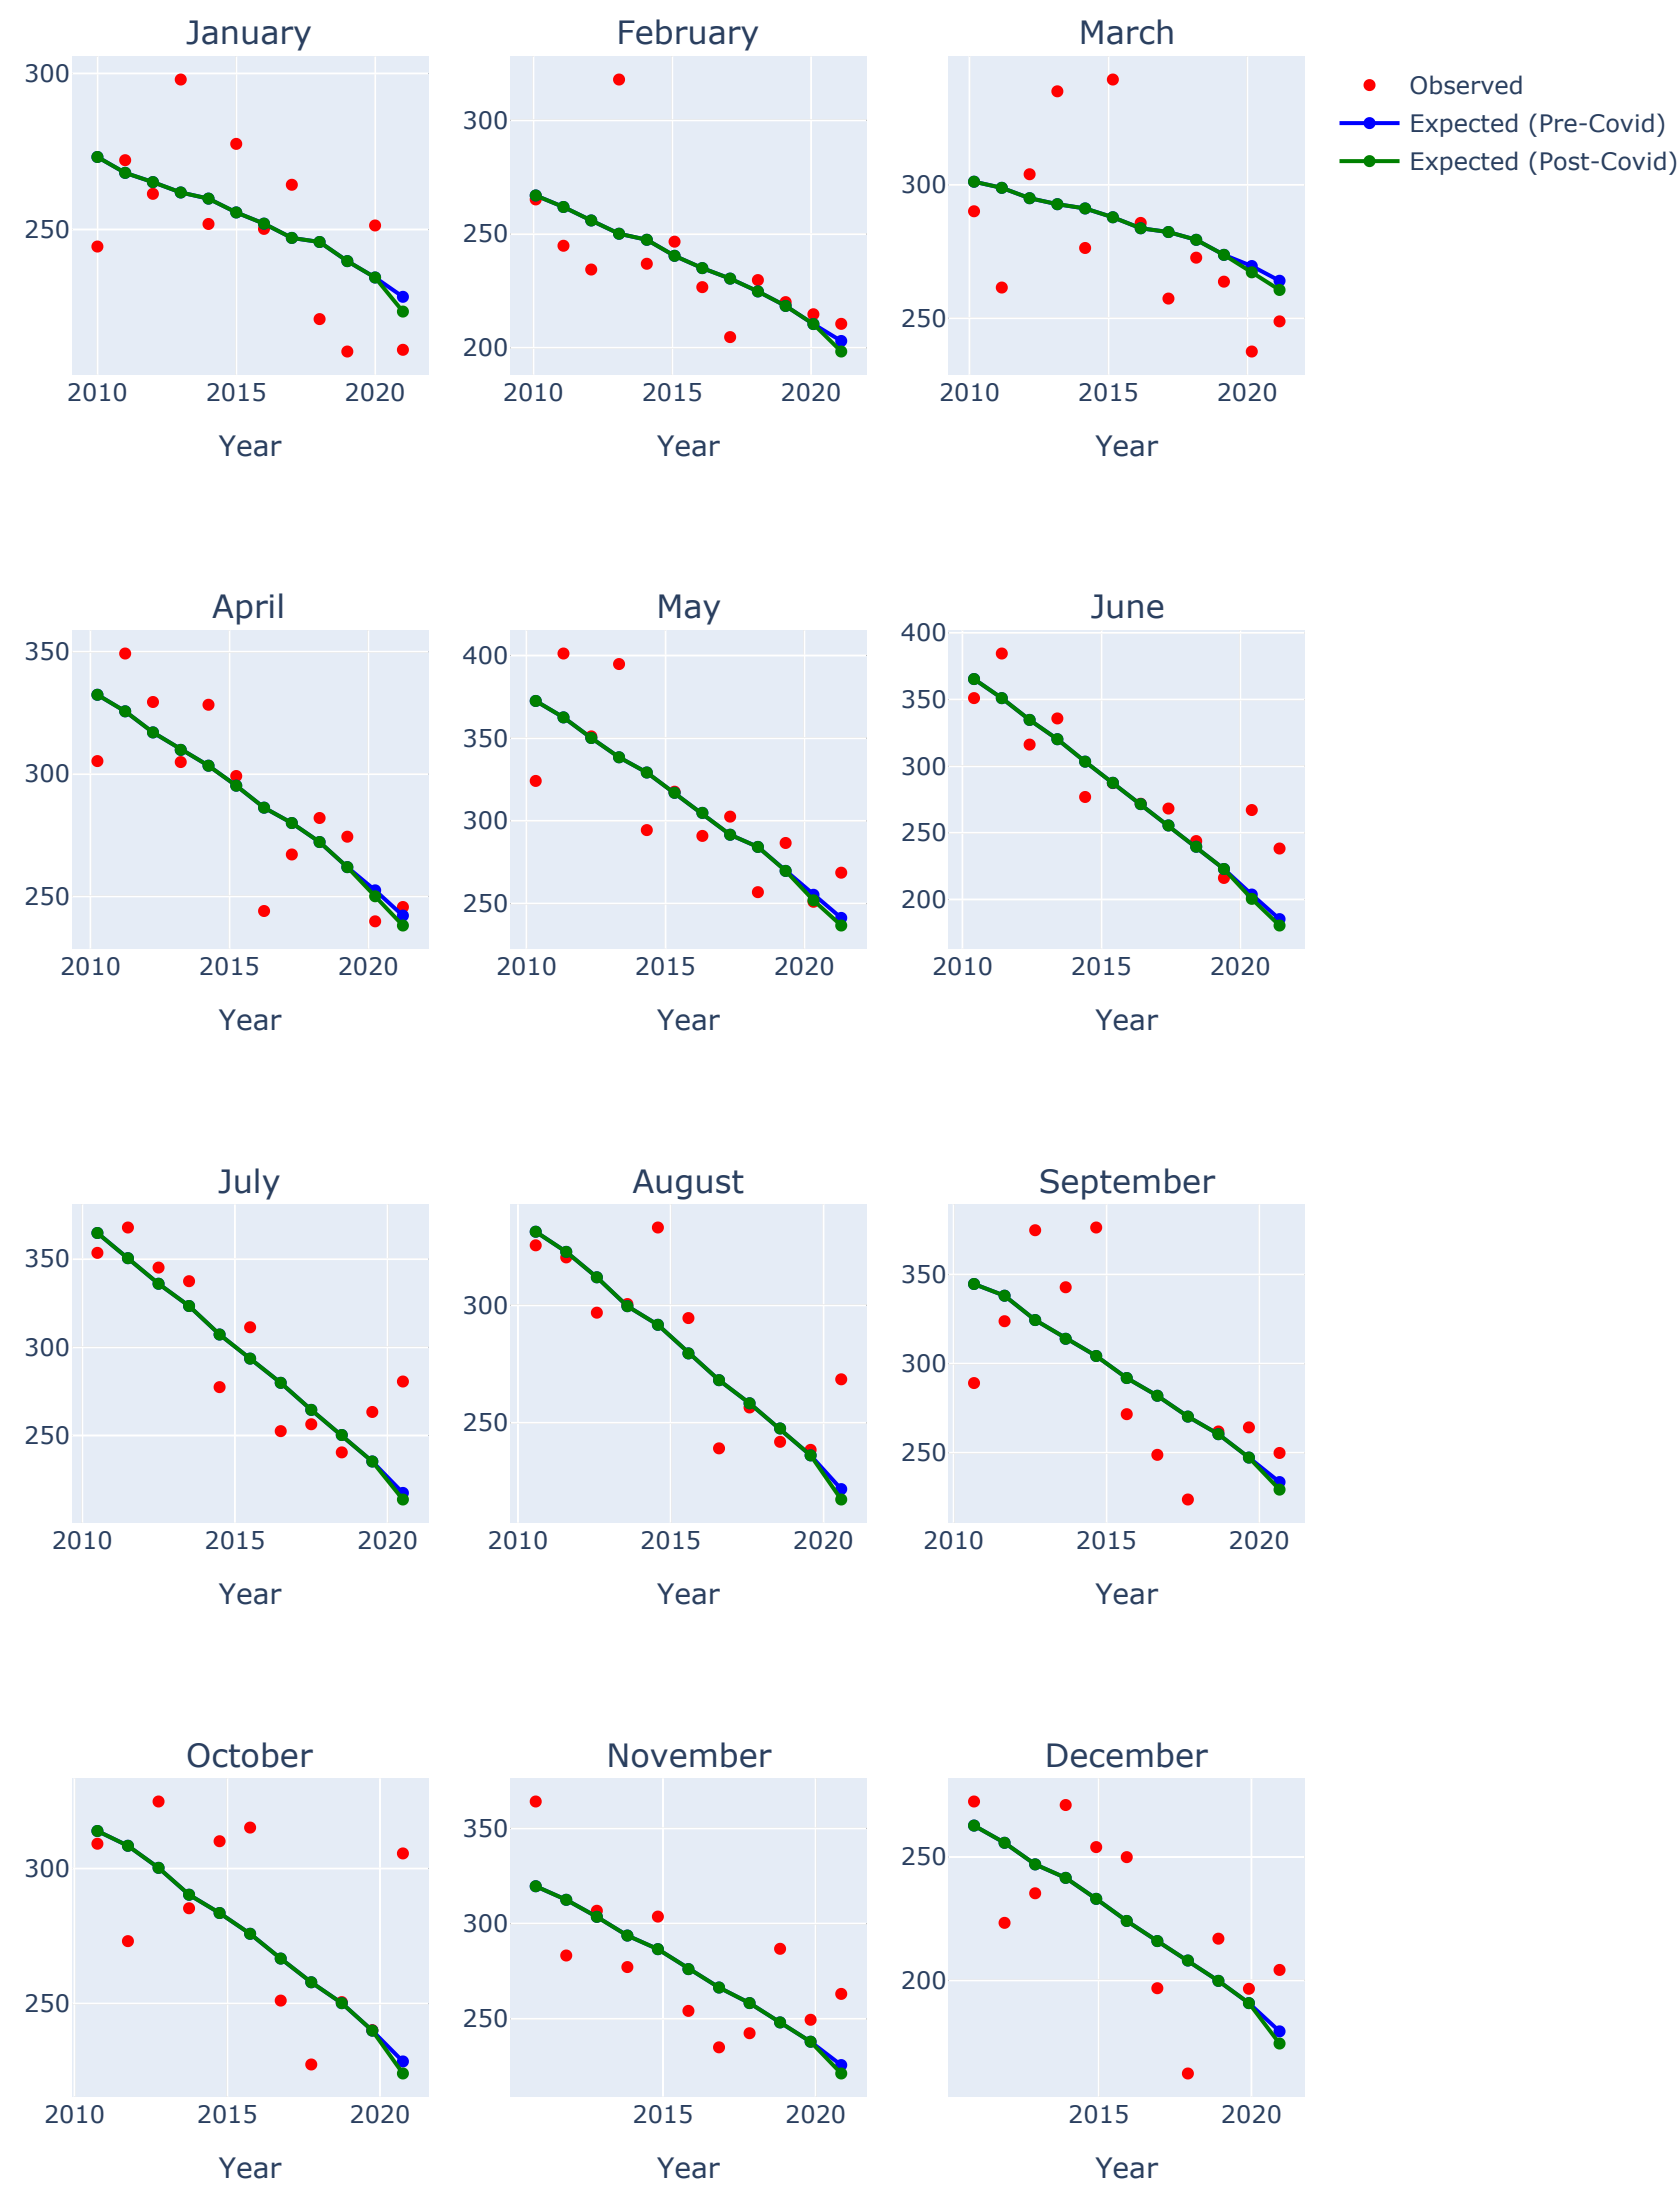 January
February
March
300
250
2010
2015
2020
Year
300
250
200
2010
2015
2020
Year
300
250
2010
2015
2020
Year
Observed
Expected (Pre-Covid)
Expected (Post-Covid)
April
May
June
350
300
250
2010
2015
2020
Year
400
350
300
250
2010
2015
2020
Year
400
350
300
250
200
2010
2015
2020
Year
July
August
September
350
300
250
2010
2015
2020
Year
300
250
2010
2015
2020
Year
350
300
250
2010
2015
2020
Year
October
November
December
300
250
2010
2015
2020
Year
350
300
250
2015
2020
Year
250
200
2015
2020
Year